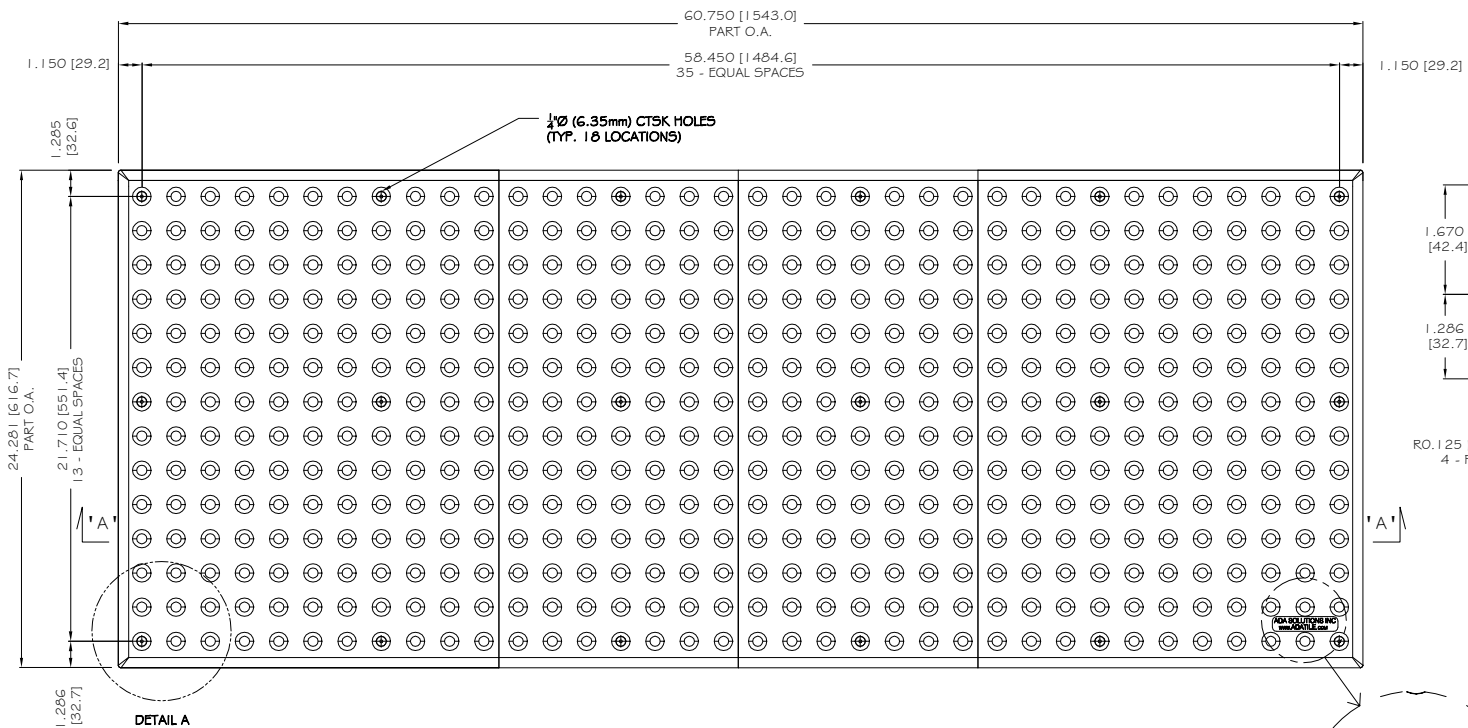 60.750 [1543.0]
PART O.A.
1.150 [29.2]
58.450 [1484.6]
35 - EQUAL SPACES
1.150 [29.2]
1/4"Ø (6.35mm) CTSK HOLES
(TYP. 18 LOCATIONS)
1.285
[32.6]
24.281 [616.7]
PART O.A.
21.710 [551.4]
13 - EQUAL SPACES
1.670
[42.4]
1.286
[32.7]
R0.125
4 -
'A'
'A'
ADA SOLUTIONS INC
www.ADATILE.COM
1.286
[32.7]
DETAIL A